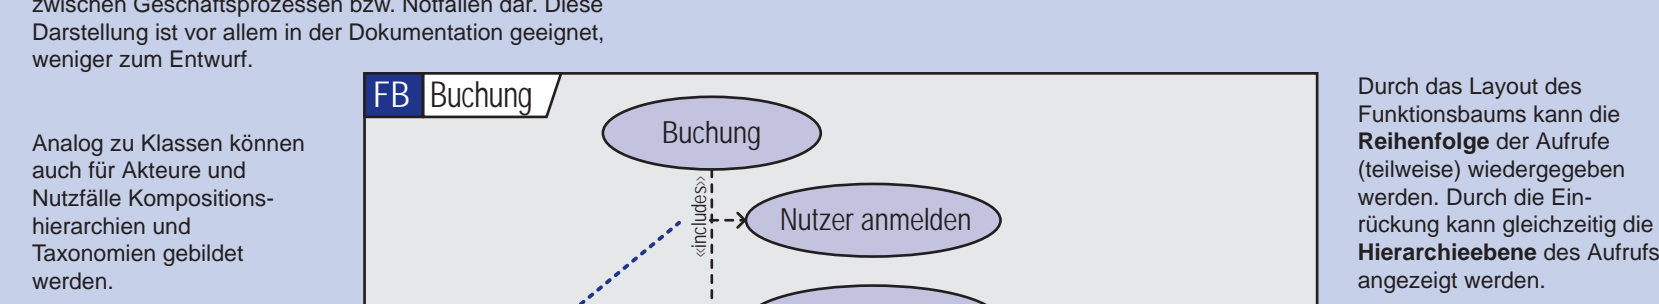 zwischen Geschäftsprozessen bzw. Notfällen dar. Diese
Darstellung ist vor allem in der Dokumentation geeignet,
weniger zum Entwurf.
Analog zu Klassen können
auch für Akteure und
Nutzfälle Kompositions-
hierarchien und
Taxonomien gebildet
werden.
FB Buchung
Buchung
«includes»
Nutzer anmelden
Durch das Layout des
Funktionsbaums kann die
Reihenfolge der Aufrufe
(teilweise) wiedergegeben
werden. Durch die Ein-
rückung kann gleichzeitig die
Hierarchieebene des Aufrufs
angezeigt werden.